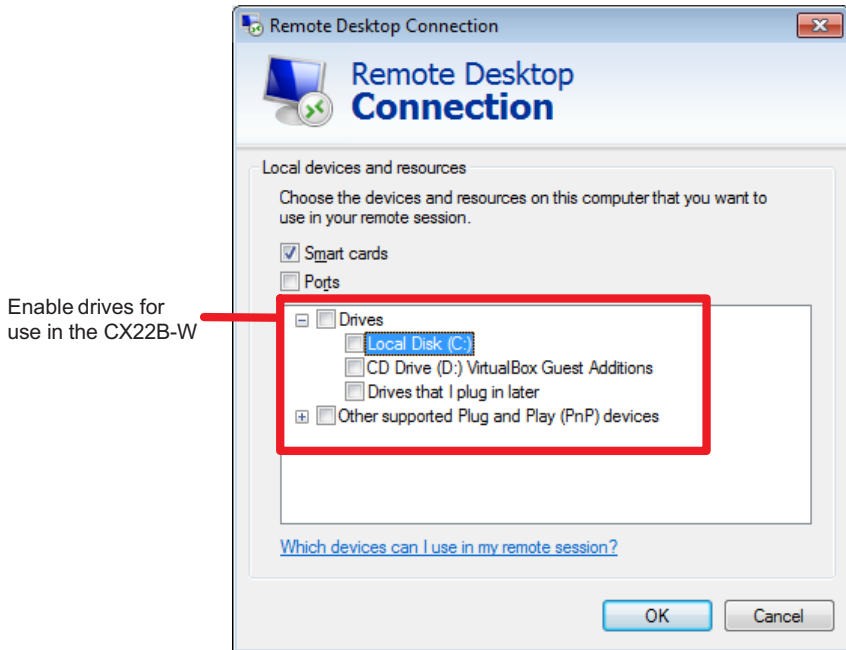 Remote Desktop Connection
Remote Desktop
Connection
Local devices and resources
Choose the devices and resources on this computer that you want to
use in your remote session.
Smart cards
Ports
Enable drives for
use in the CX22B-W
Drives
Local Disk (C:)
CD Drive (D:) VirtualBox Guest Additions
Drives that I plug in later
Other supported Plug and Play (PnP) devices
Which devices can I use in my remote session?
OK
Cancel